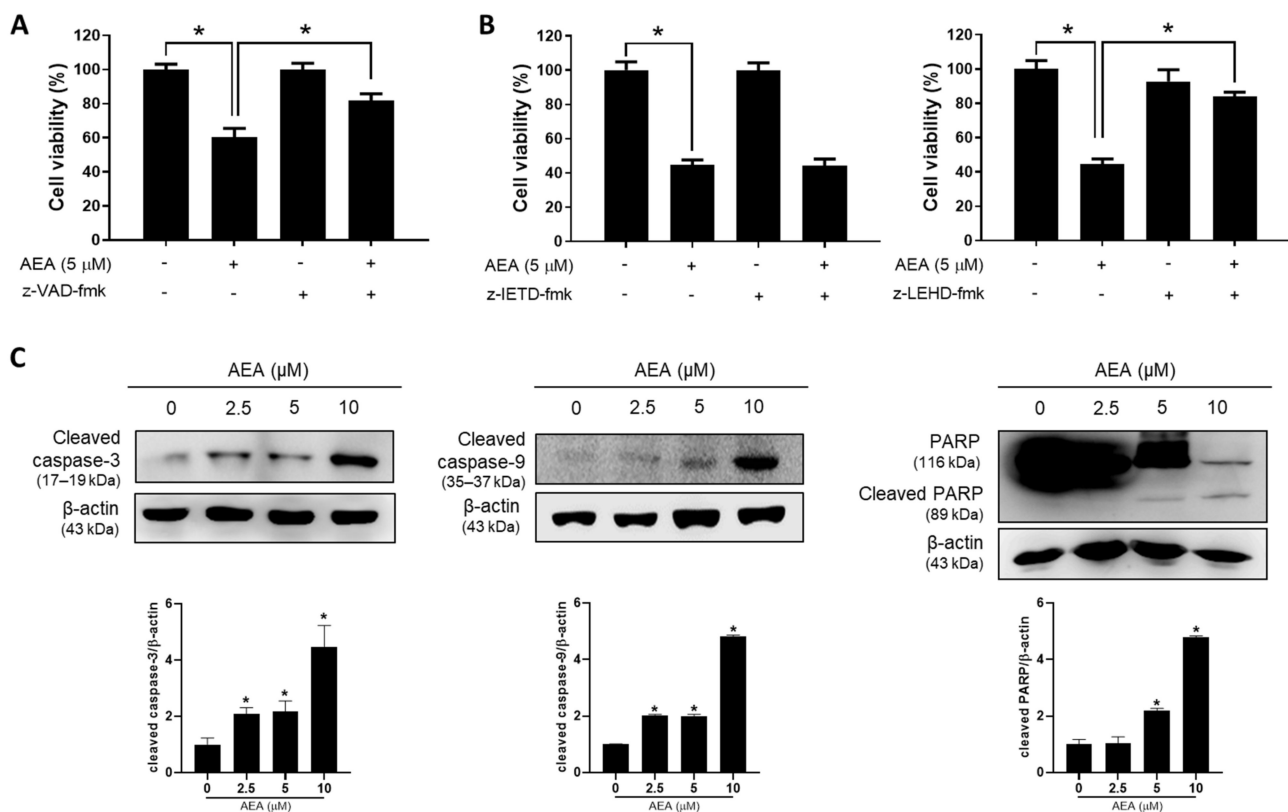 A
Cell viability (%)
120
100
80
60
40
20
0
* *
AEA (5 μM) - + - +
z-VAD-fmk - - + +
B
Cell viability (%)
120
100
80
60
40
20
0
*
AEA (5 μM) - + - +
z-IETD-fmk - - + +
Cell viability (%)
120
100
80
60
40
20
0
* *
AEA (5 μM) - + - +
z-LEHD-fmk - - + +
C
AEA (μM)
0 2.5 5 10
Cleaved
caspase-3
(17–19 kDa)
β-actin
(43 kDa)
cleaved caspase-3/β-actin
6
4
2
0
* * *
0 2.5 5 10
AEA (μM)
AEA (μM)
0 2.5 5 10
Cleaved
caspase-9
(35–37 kDa)
β-actin
(43 kDa)
cleaved caspase-9/β-actin
6
4
2
0
* * *
0 2.5 5 10
AEA (μM)
AEA (μM)
0 2.5 5 10
PARP
(116 kDa)
Cleaved PARP
(89 kDa)
β-actin
(43 kDa)
cleaved PARP/β-actin
6
4
2
0
* *
0 2.5 5 10
AEA (μM)